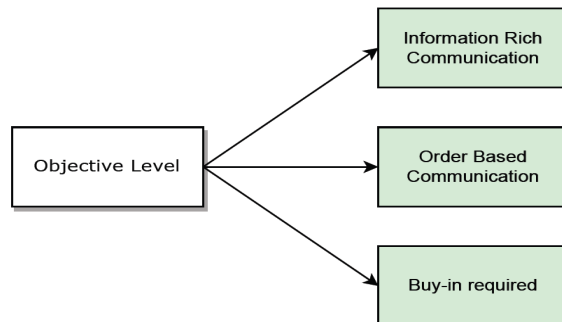 Information Rich
Communication
Objective Level
Order Based
Communication
Buy-in required